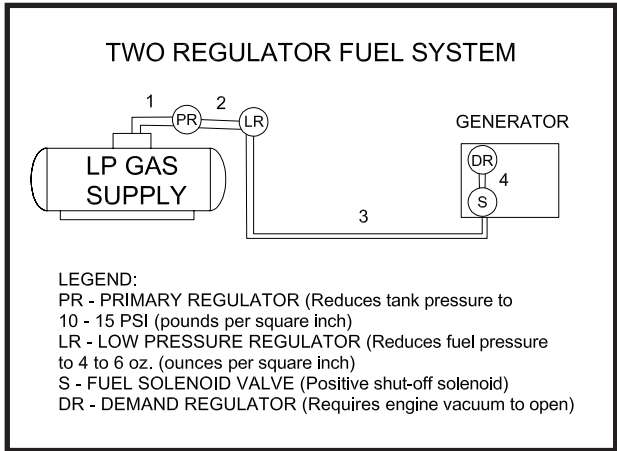 TWO REGULATOR FUEL SYSTEM
1
2
PR
LR
GENERATOR
LP GAS
SUPPLY
DR
4
S
3
LEGEND:
PR - PRIMARY REGULATOR (Reduces tank pressure to
10 - 15 PSI (pounds per square inch)
LR - LOW PRESSURE REGULATOR (Reduces fuel pressure
to 4 to 6 oz. (ounces per square inch)
S - FUEL SOLENOID VALVE (Positive shut-off solenoid)
DR - DEMAND REGULATOR (Requires engine vacuum to open)